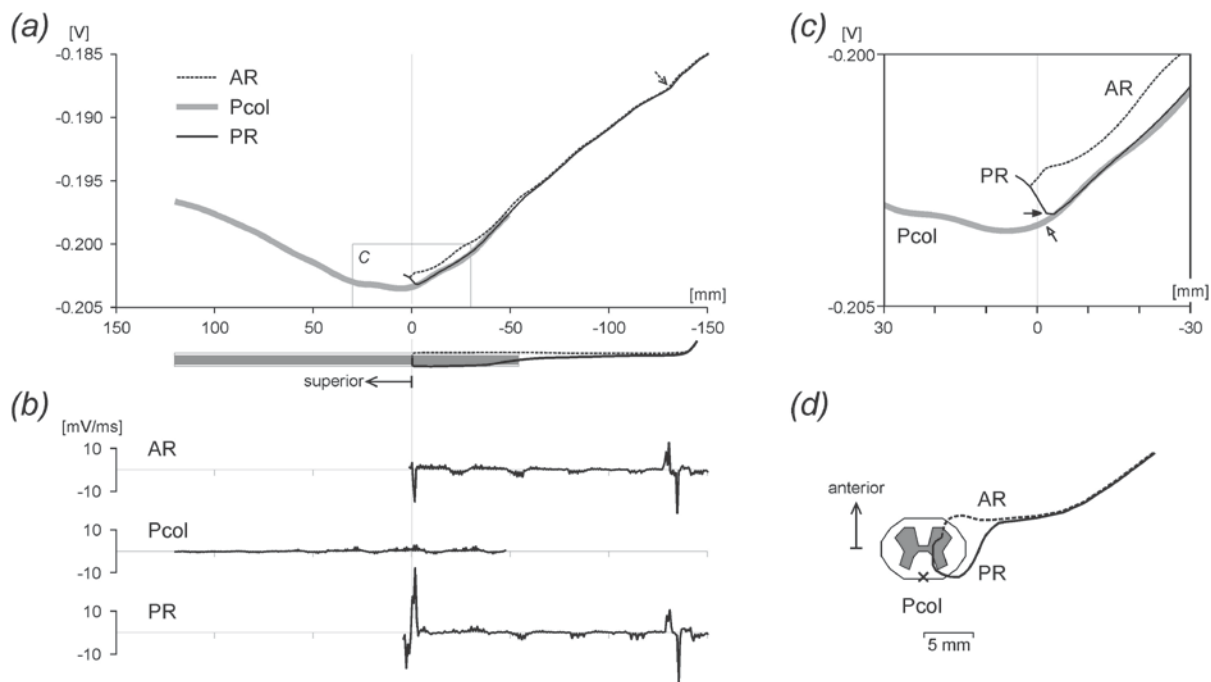 (a)
[V]
-0.185
-0.190
-0.195
-0.200
-0.205
AR
Pcol
PR
C
[mm]
150 100 50 0 -50 -100 -150
superior
(b)
[mV/ms]
AR
10
-10
Pcol
10
-10
PR
10
-10
(c)
[V]
-0.200
AR
PR
Pcol
-0.205
[mm]
30 0 -30
(d)
anterior
AR
PR
Pcol
5 mm